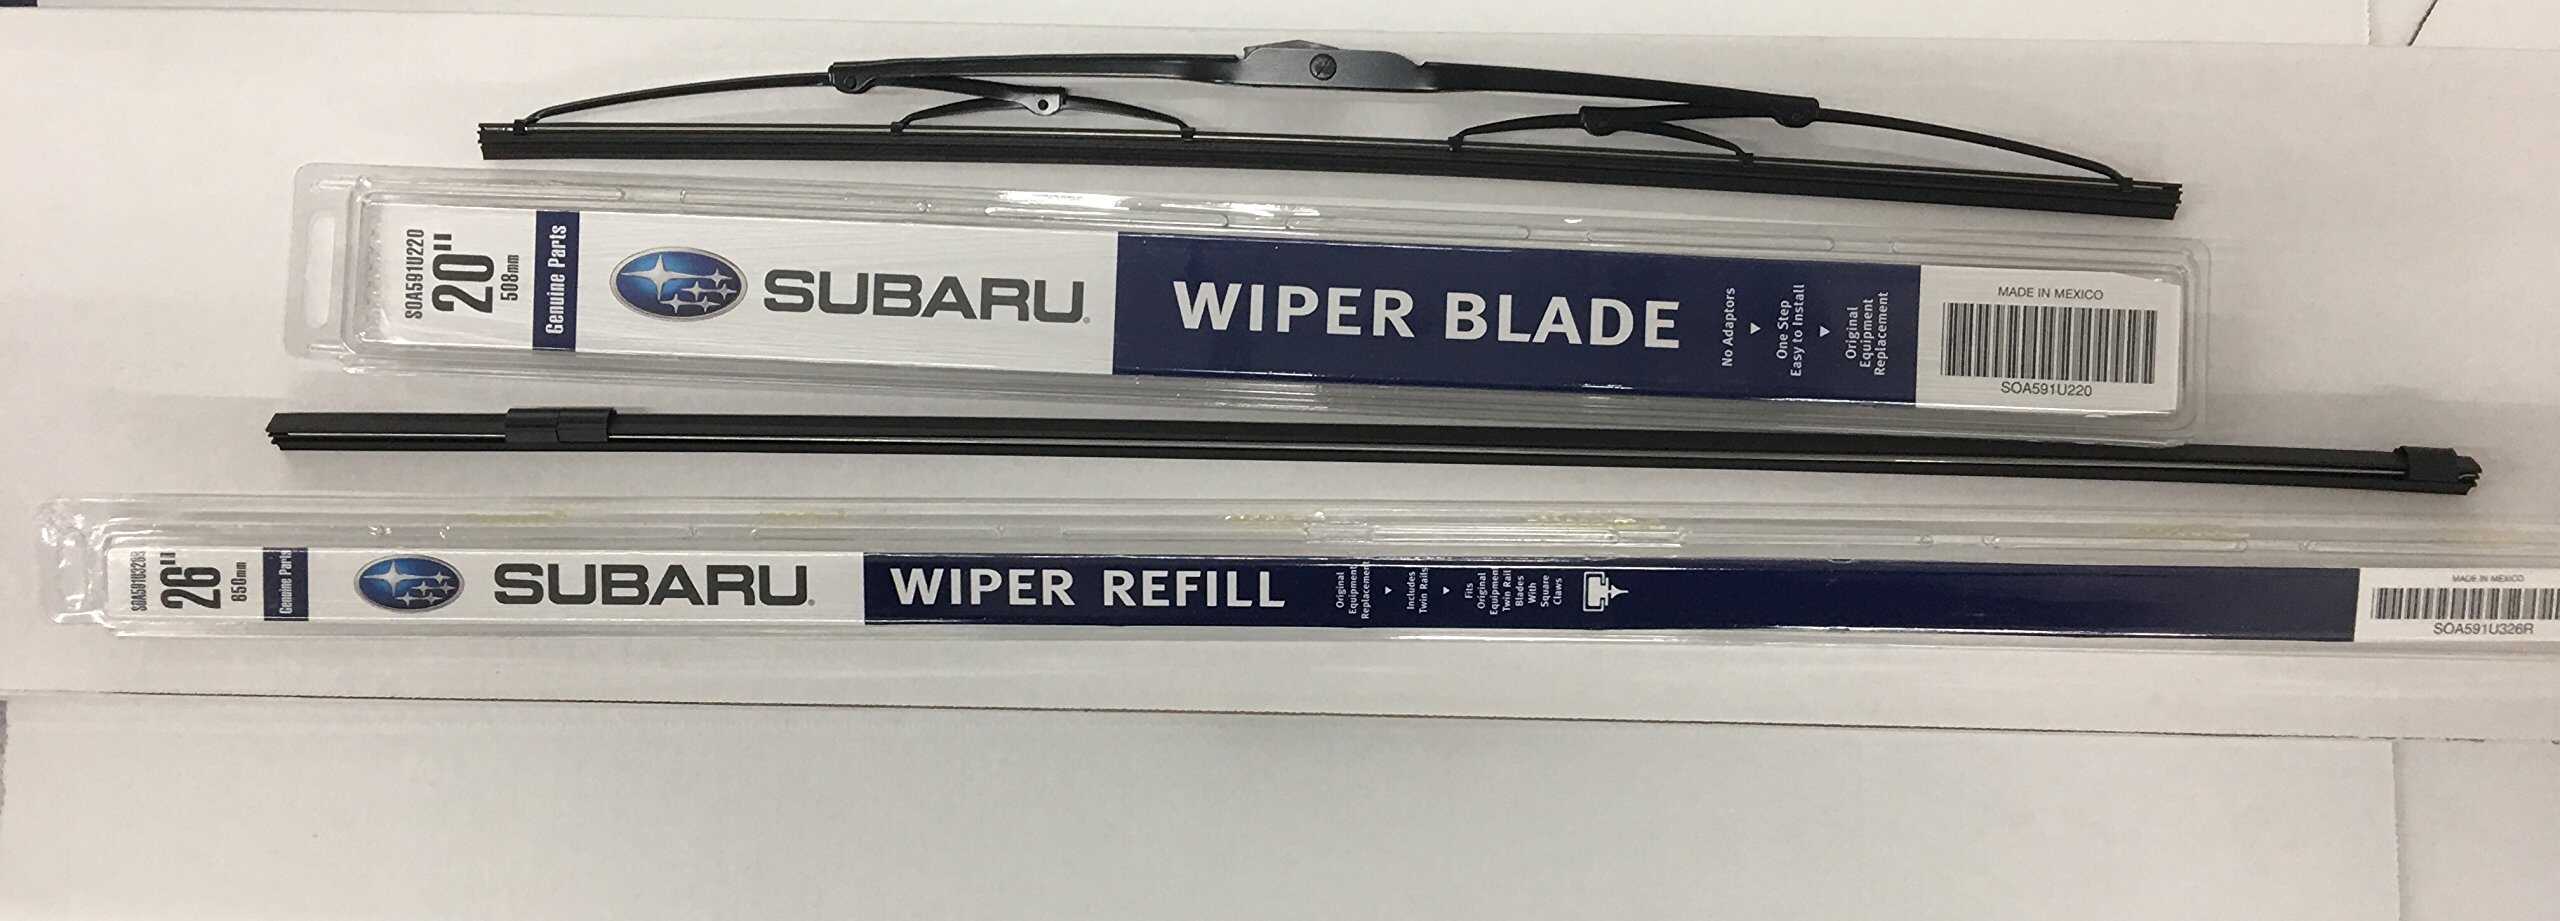 SOA591U220
20"
508mm
Genuine Parts
SUBARU
WIPER BLADE
No Adaptors
One Step
Easy to Install
Original
Equipment
Replacement
MADE IN MEXICO
SOA591U220
SOA591U326R
26"
650mm
Genuine Parts
SUBARU
WIPER REFILL
Original
Equipment
Replacement
Includes
Twin Rails
Fits
Original
Equipment
Twin Rail
Blades
With
Square
Claws
MADE IN MEXICO
SOA591U326R